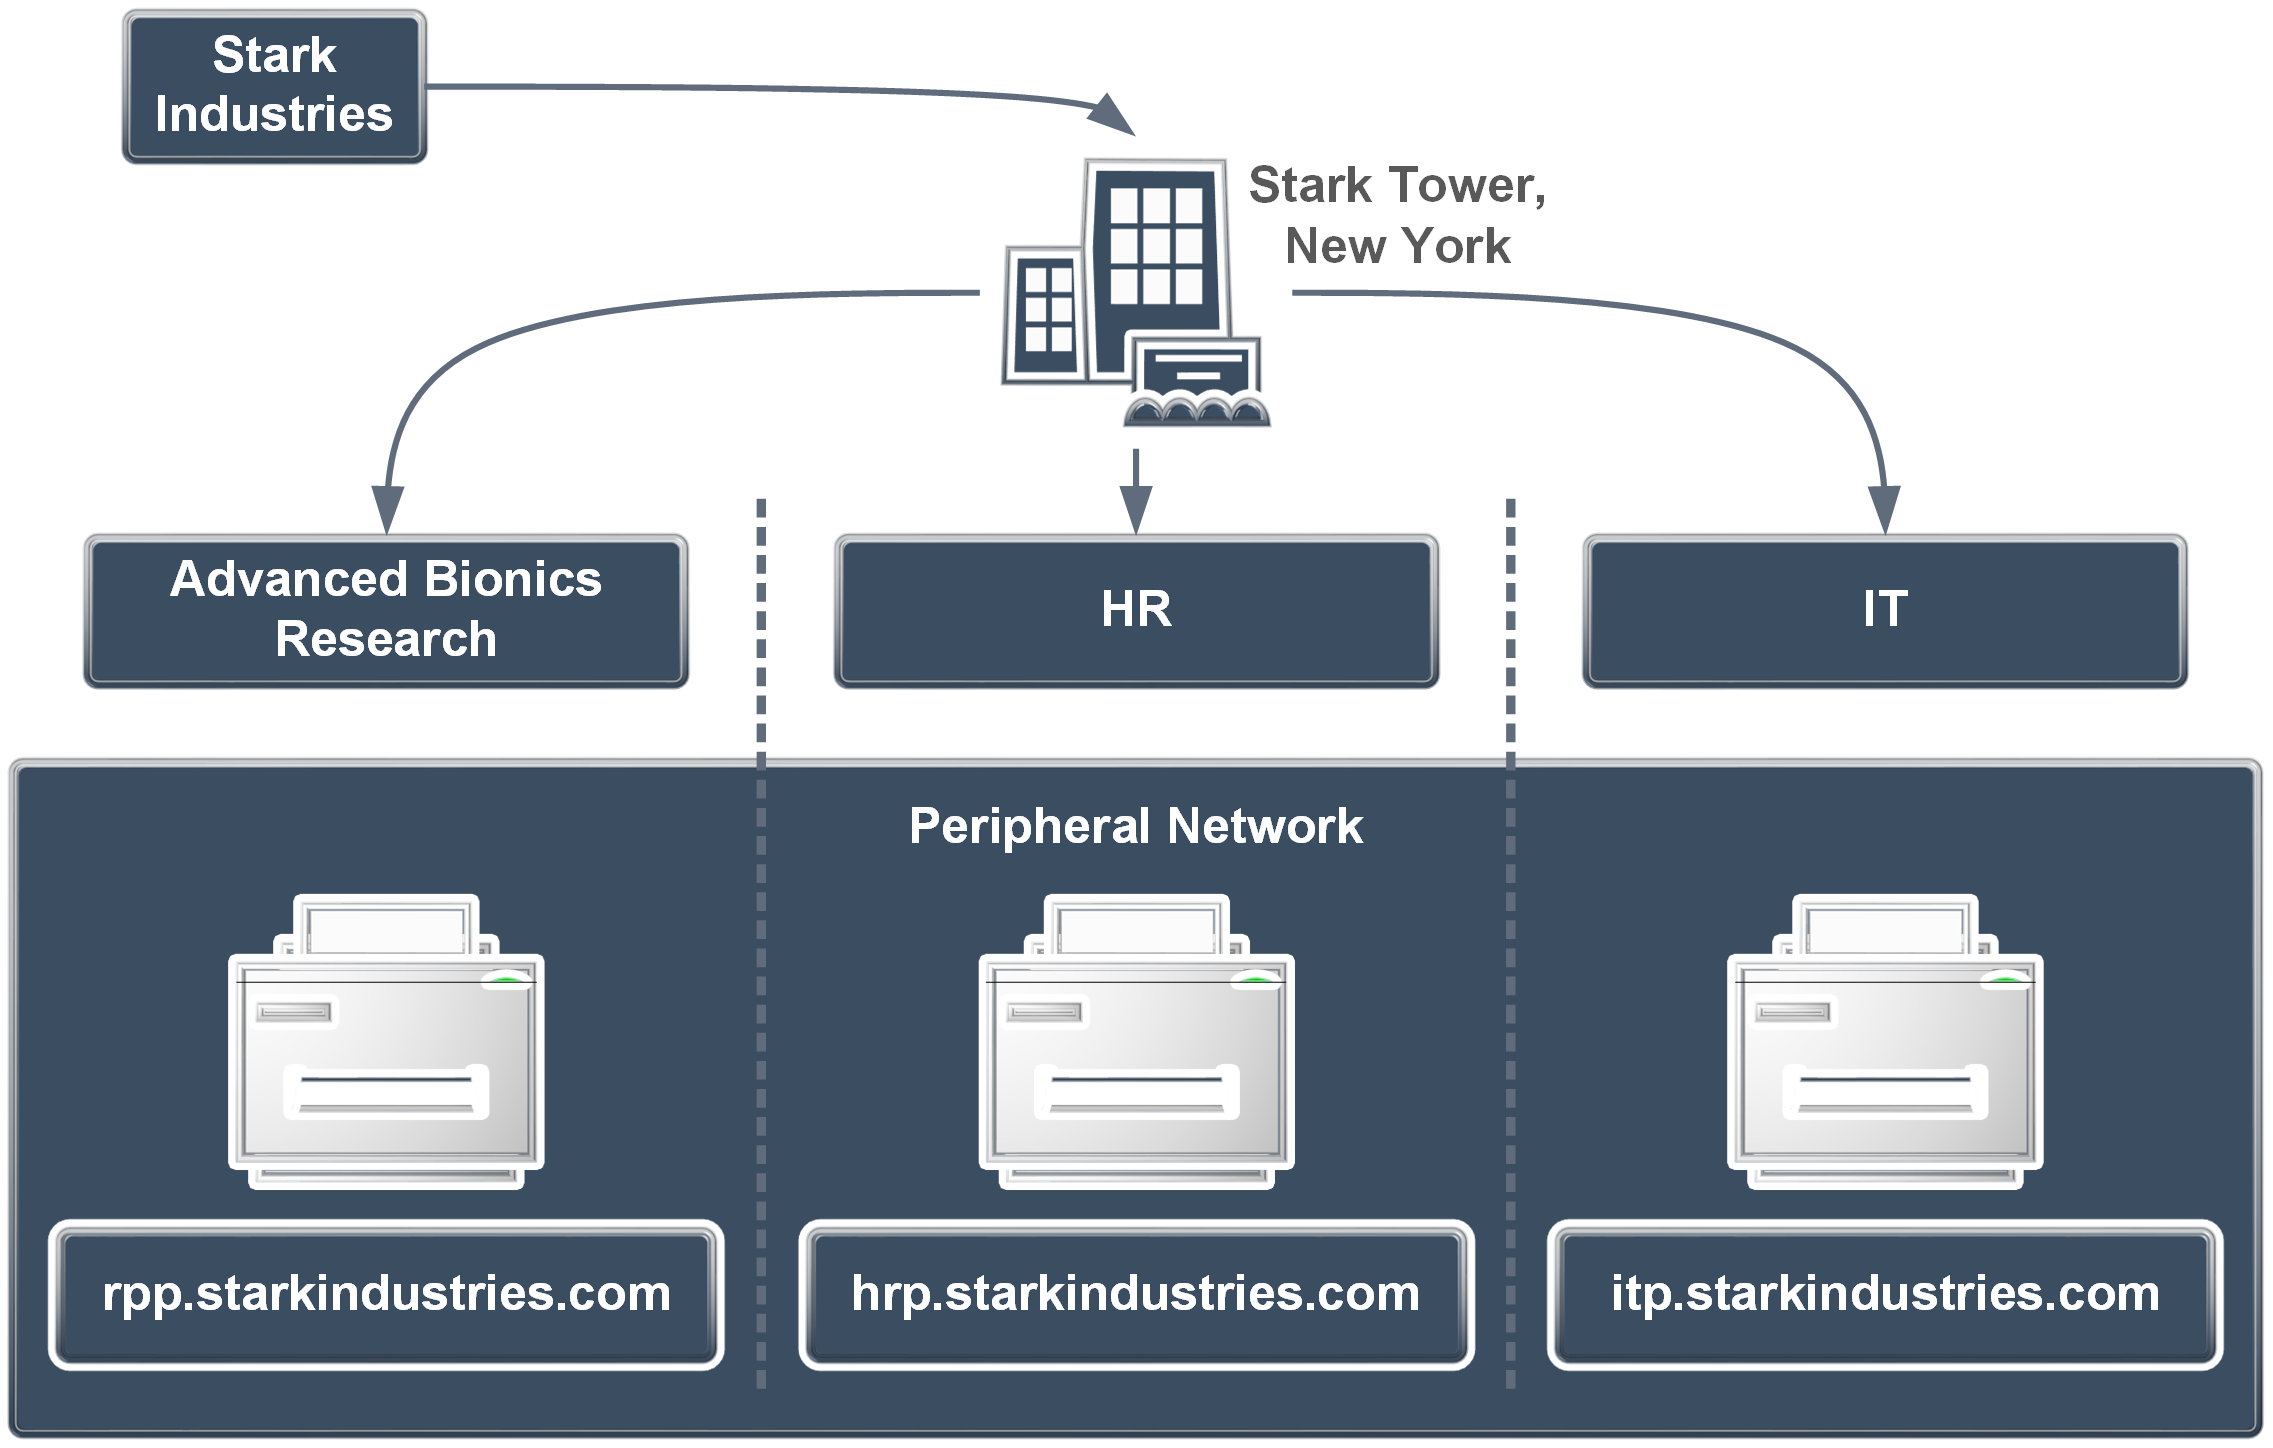 Stark
Industries
Stark Tower,
New York
Advanced Bionics
Research
HR
IT
Peripheral Network
rpp.starkindustries.com
hrp.starkindustries.com
itp.starkindustries.com